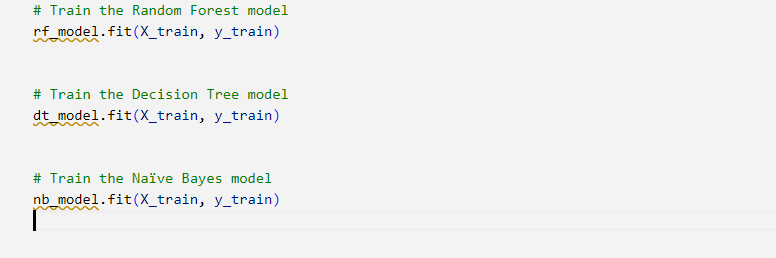 # Train the Random Forest model
rf_model.fit(X_train, y_train)
# Train the Decision Tree model
dt_model.fit(X_train, y_train)
# Train the Naïve Bayes model
nb_model.fit(X_train, y_train)